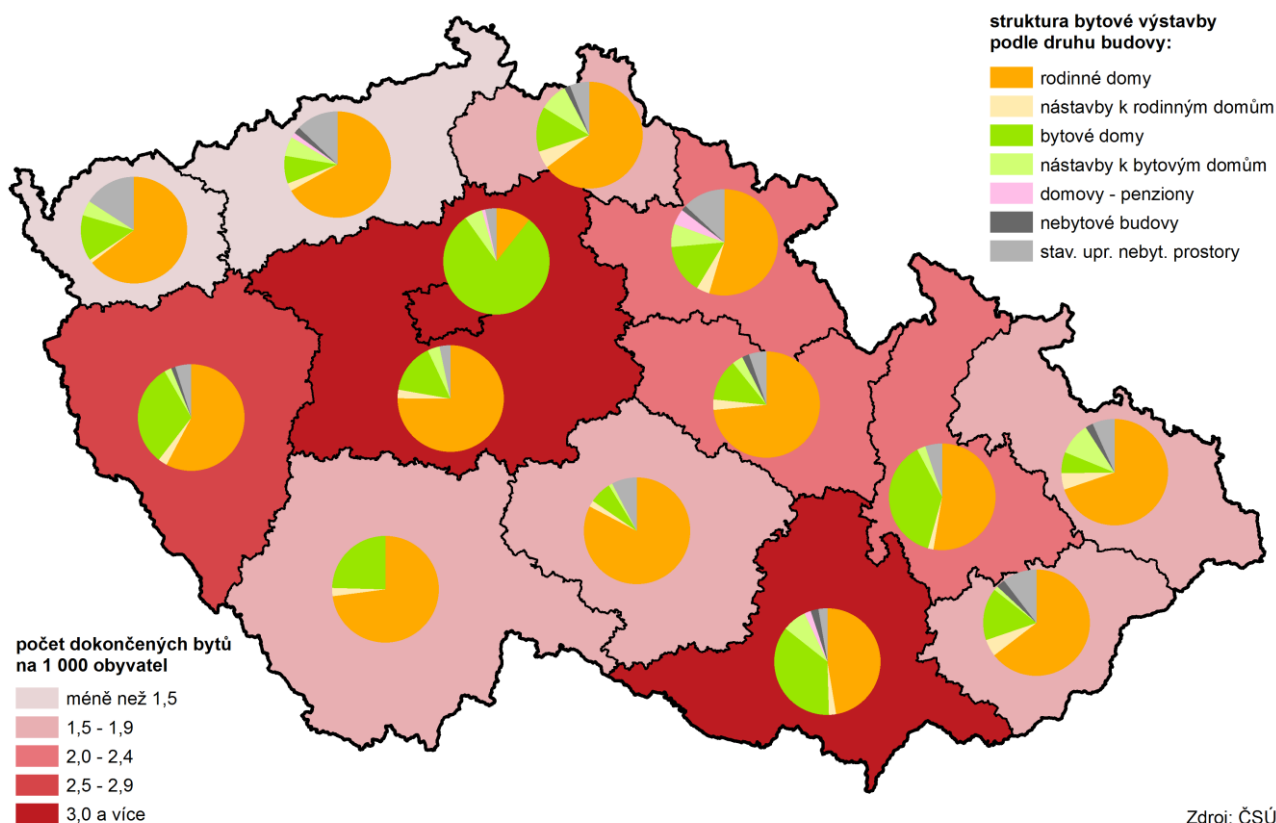 struktura bytové výstavby
podle druhu budovy:
rodinné domy
nástavby k rodinným domům
bytové domy
nástavby k bytovým domům
domovy - penziony
nebytové budovy
stav. upr. nebyt. prostory
počet dokončených bytů
na 1 000 obyvatel
méně než 1,5
1,5 - 1,9
2,0 - 2,4
2,5 - 2,9
3,0 a více
Zdroj: ČSÚ